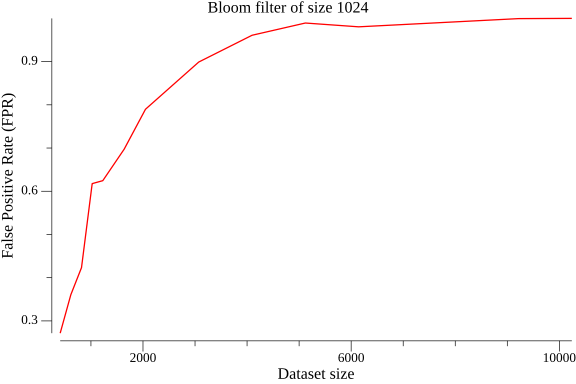 Bloom filter of size 1024
False Positive Rate (FPR)
0.9
0.6
0.3
2000 6000 10000
Dataset size